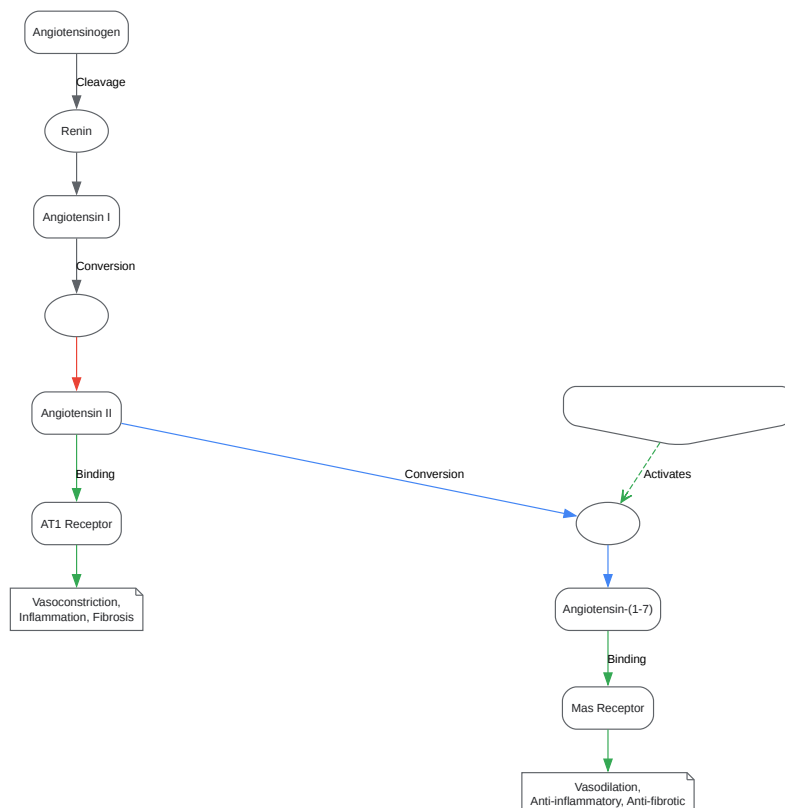 Angiotensinogen
Cleavage
Renin
Angiotensin I
Conversion
Angiotensin II
Conversion
Activates
Binding
AT1 Receptor
Vasoconstriction,
Inflammation, Fibrosis
Angiotensin-(1-7)
Binding
Mas Receptor
Vasodilation,
Anti-inflammatory, Anti-fibrotic